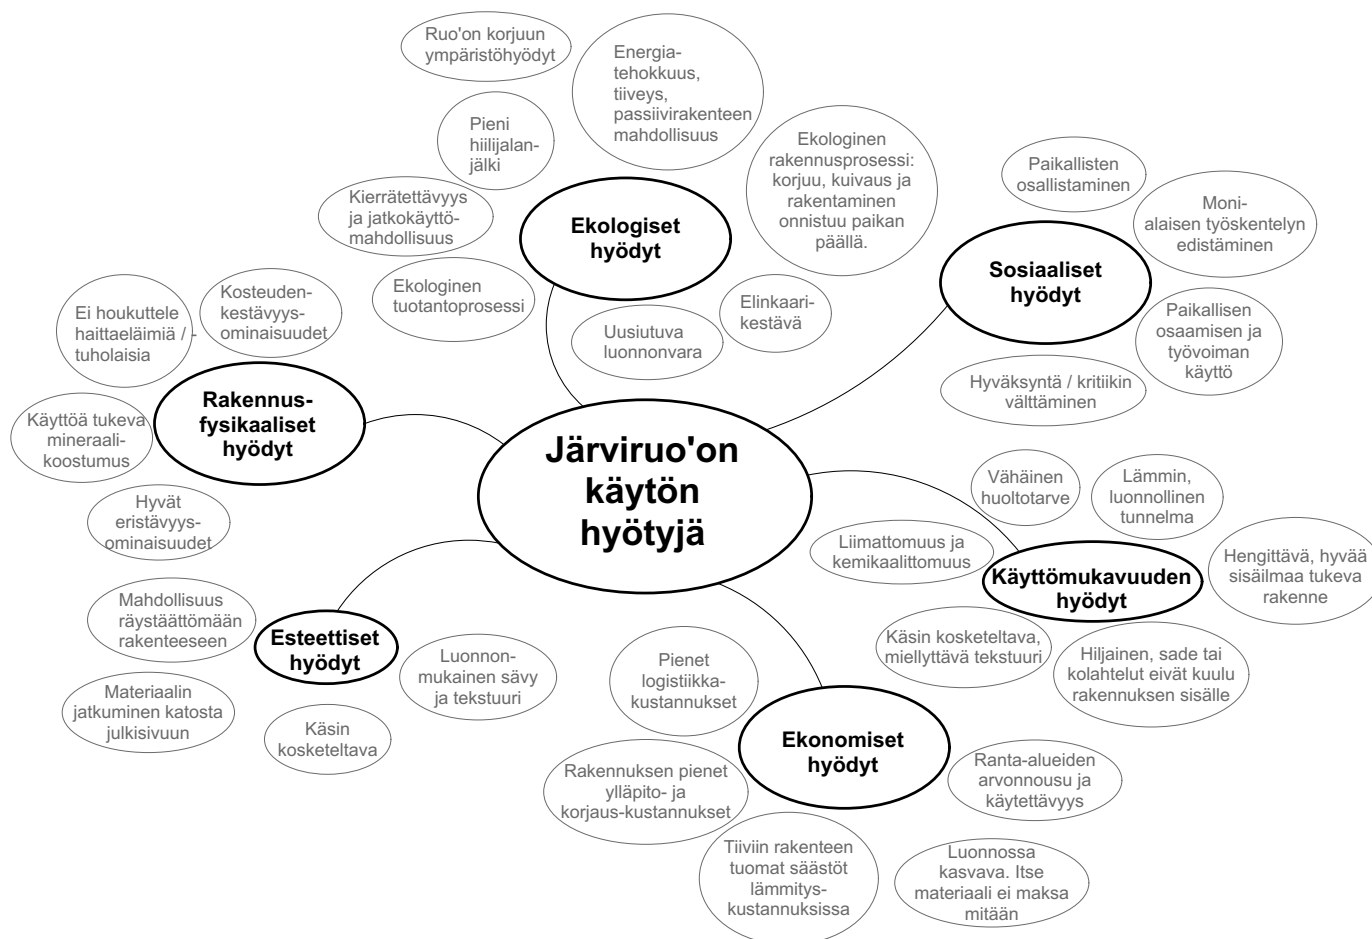 Ruo'on korjuun
ympäristöhyödyt
Energia-
tehokkuus,
tiiveys,
passiivirakenteen
mahdollisuus
Pieni
hiilijalan-
jälki
Ekologinen
rakennusprosessi:
korjuu, kuivaus ja
rakentaminen
onnistuu paikan
päällä.
Kierrätettävyys
ja jatkokäyttö-
mahdollisuus
Ekologiset
hyödyt
Ekologinen
tuotantoprosessi
Elinkaari-
kestävä
Uusiutuva
luonnonvara
Paikallisten
osallistaminen
Moni-
alaisen työskentelyn
edistäminen
Sosiaaliset
hyödyt
Paikallisen
osaamisen ja
työvoiman
käyttö
Hyväksyntä / kritiikin
välttäminen
Ei houkuttele
haittaeläimiä / -
tuholaisia
Kosteuden-
kestävyys-
ominaisuudet
Rakennus-
fysikaaliset
hyödyt
Käyttöä tukeva
mineraali-
koostumus
Hyvät
eristävyys-
ominaisuudet
Järviruo'on
käytön
hyötyjä
Vähäinen
huoltotarve
Lämmin,
luonnollinen
tunnelma
Liimattomuus ja
kemikaalittomuus
Käyttömukavuuden
hyödyt
Hengittävä, hyvää
sisäilmaa tukeva
rakenne
Käsin kosketeltava,
miellyttävä tekstuuri
Hiljainen, sade tai
kolahtelut eivät kuulu
rakennuksen sisälle
Mahdollisuus
räystäättömään
rakenteeseen
Esteettiset
hyödyt
Luonnon-
mukainen sävy
ja tekstuuri
Materiaalin
jatkuminen katosta
julkisivuun
Käsin
kosketeltava
Pienet
logistiikka-
kustannukset
Ekonomiset
hyödyt
Rakennuksen pienet
ylläpito- ja
korjaus-kustannukset
Ranta-alueiden
arvonnousu ja
käytettävyys
Tiiviin rakenteen
tuomat säästöt
lämmitys-
kustannuksissa
Luonnossa
kasvava. Itse
materiaali ei maksa
mitään